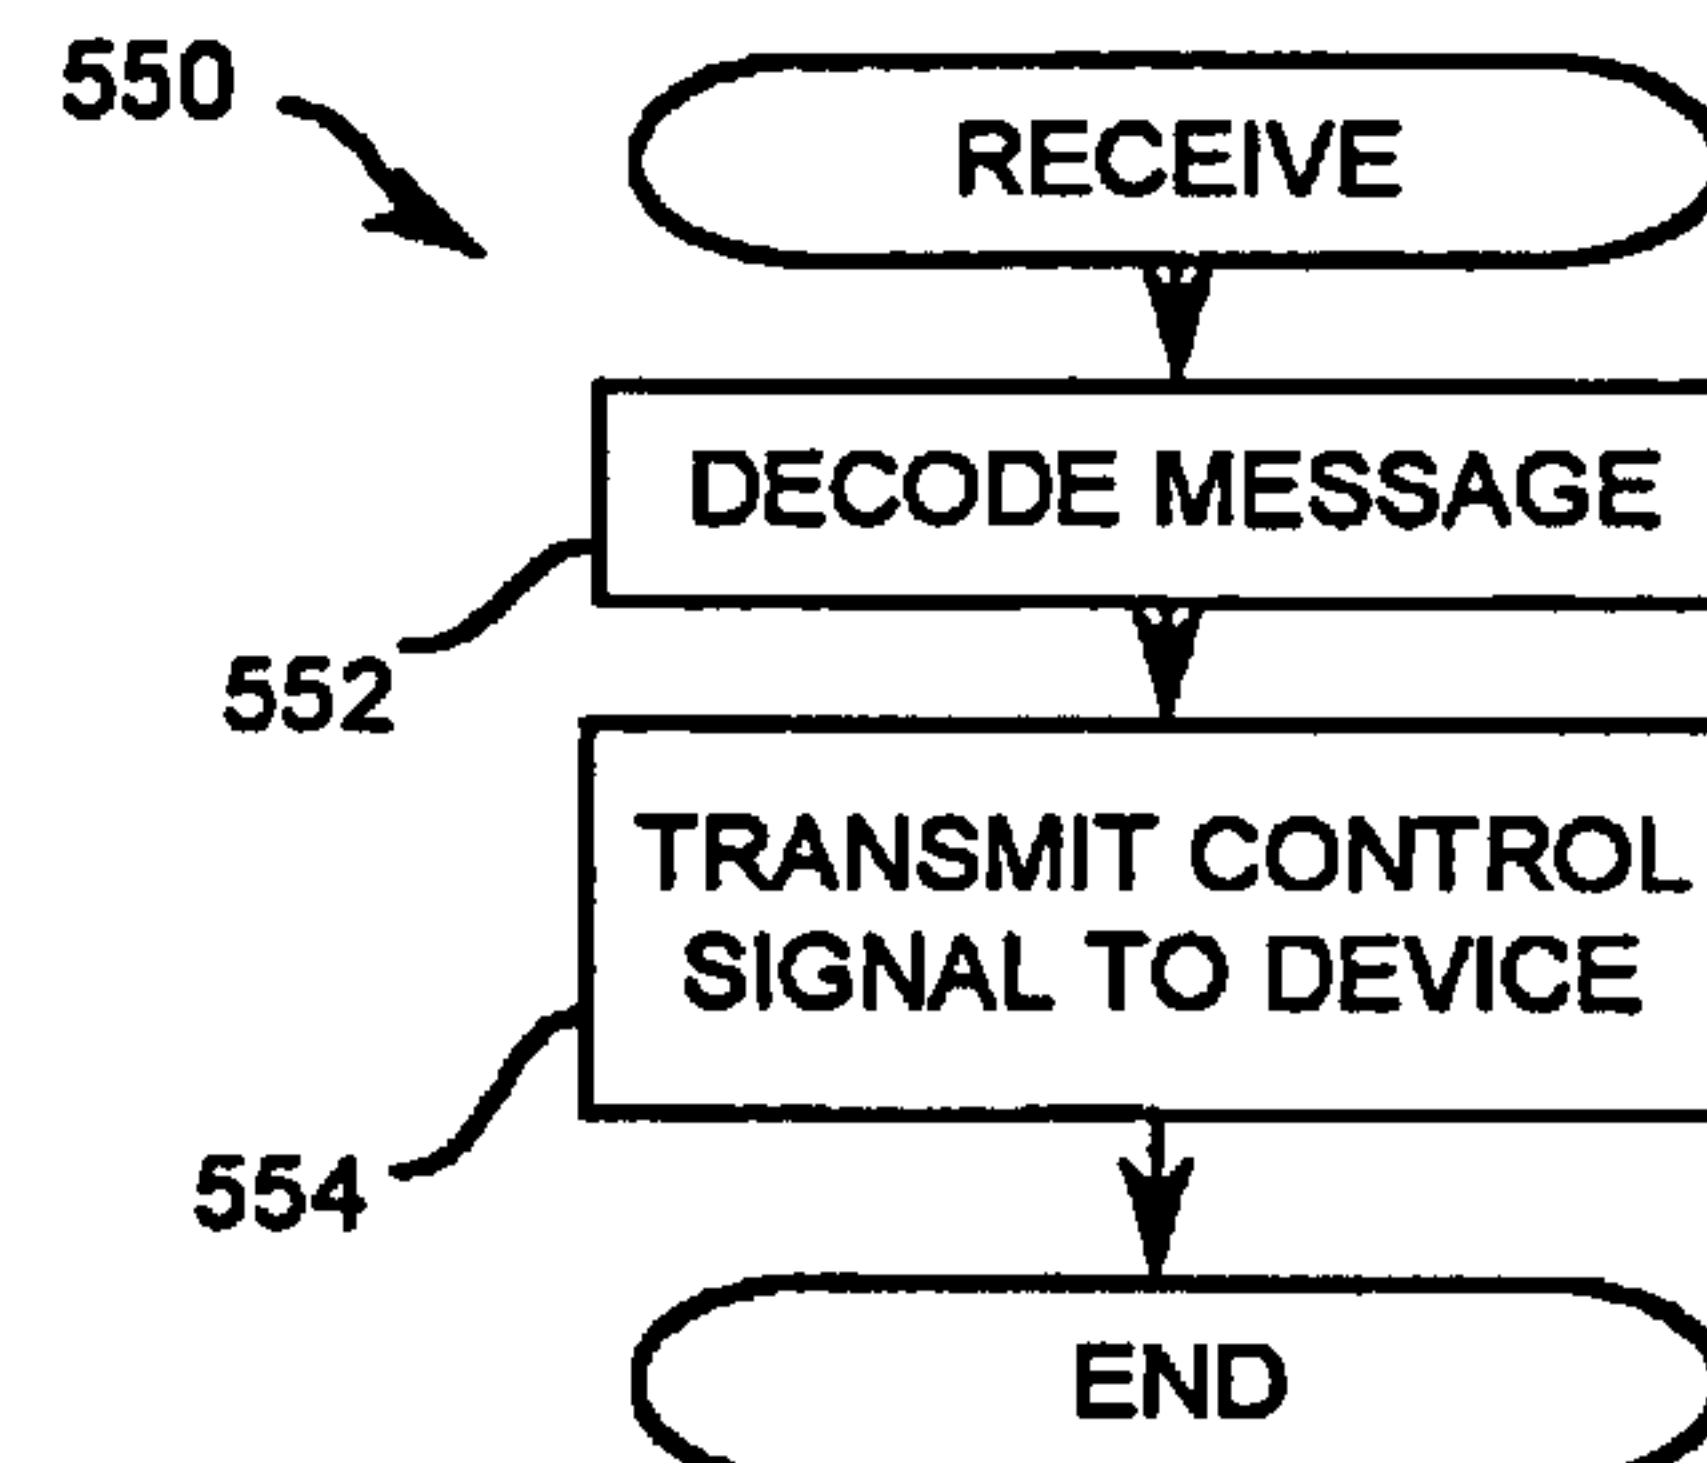 550
RECEIVE
DECODE MESSAGE
552
TRANSMIT CONTROL
SIGNAL TO DEVICE
554
END